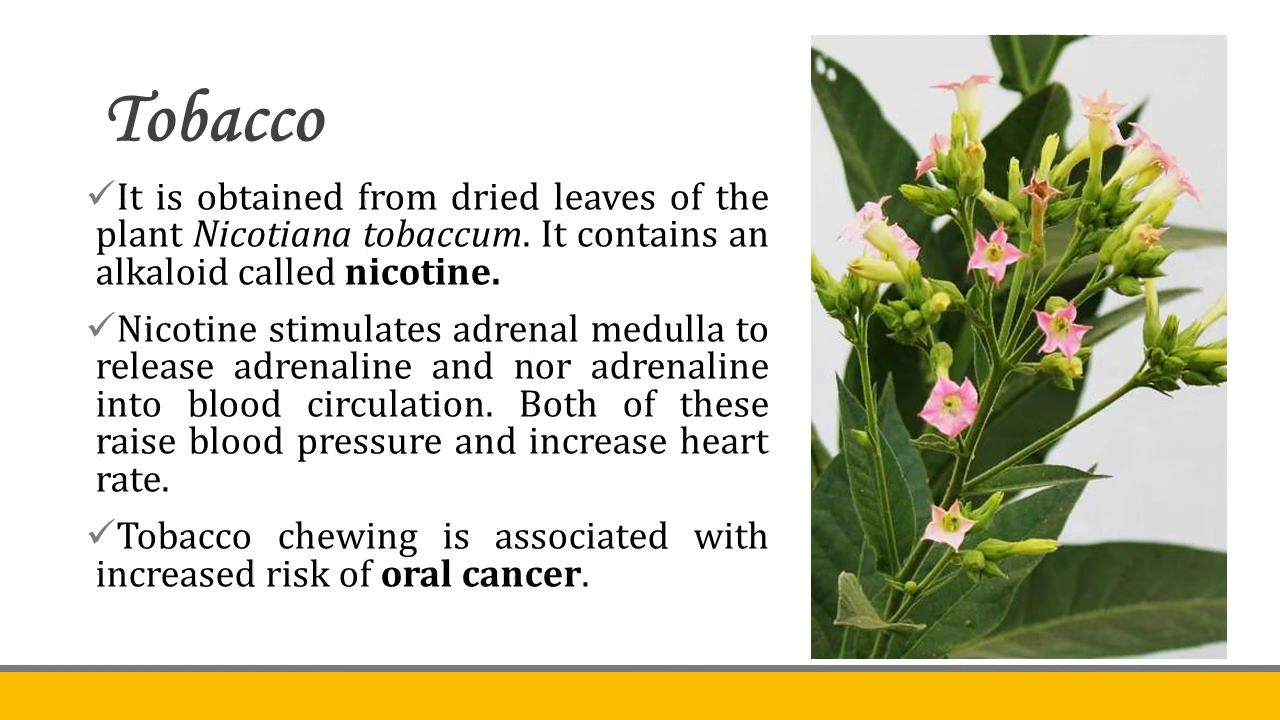 Tobacco
✓It is obtained from dried leaves of the
plant Nicotiana tobaccum. It contains an
alkaloid called nicotine.
✓Nicotine stimulates adrenal medulla to
release adrenaline and nor adrenaline
into blood circulation. Both of these
raise blood pressure and increase heart
rate.
✓Tobacco chewing is associated with
increased risk of oral cancer.